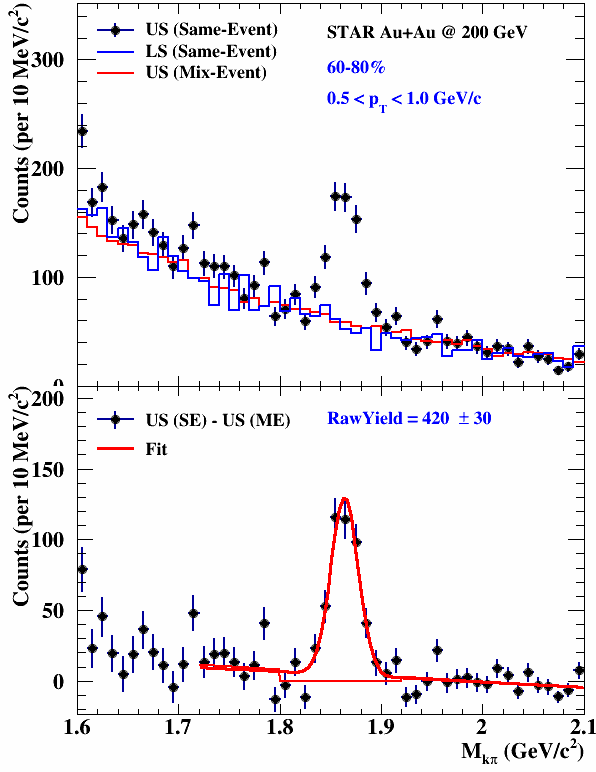 US (Same-Event)
LS (Same-Event)
US (Mix-Event)
STAR Au+Au @ 200 GeV
60-80%
0.5 < p_T < 1.0 GeV/c
Counts (per 10 MeV/c²)
300
200
100
0
US (SE) - US (ME)
Fit
RawYield = 420 ± 30
Counts (per 10 MeV/c²)
200
150
100
50
0
1.6 1.7 1.8 1.9 2 2.1
M_kπ (GeV/c²)